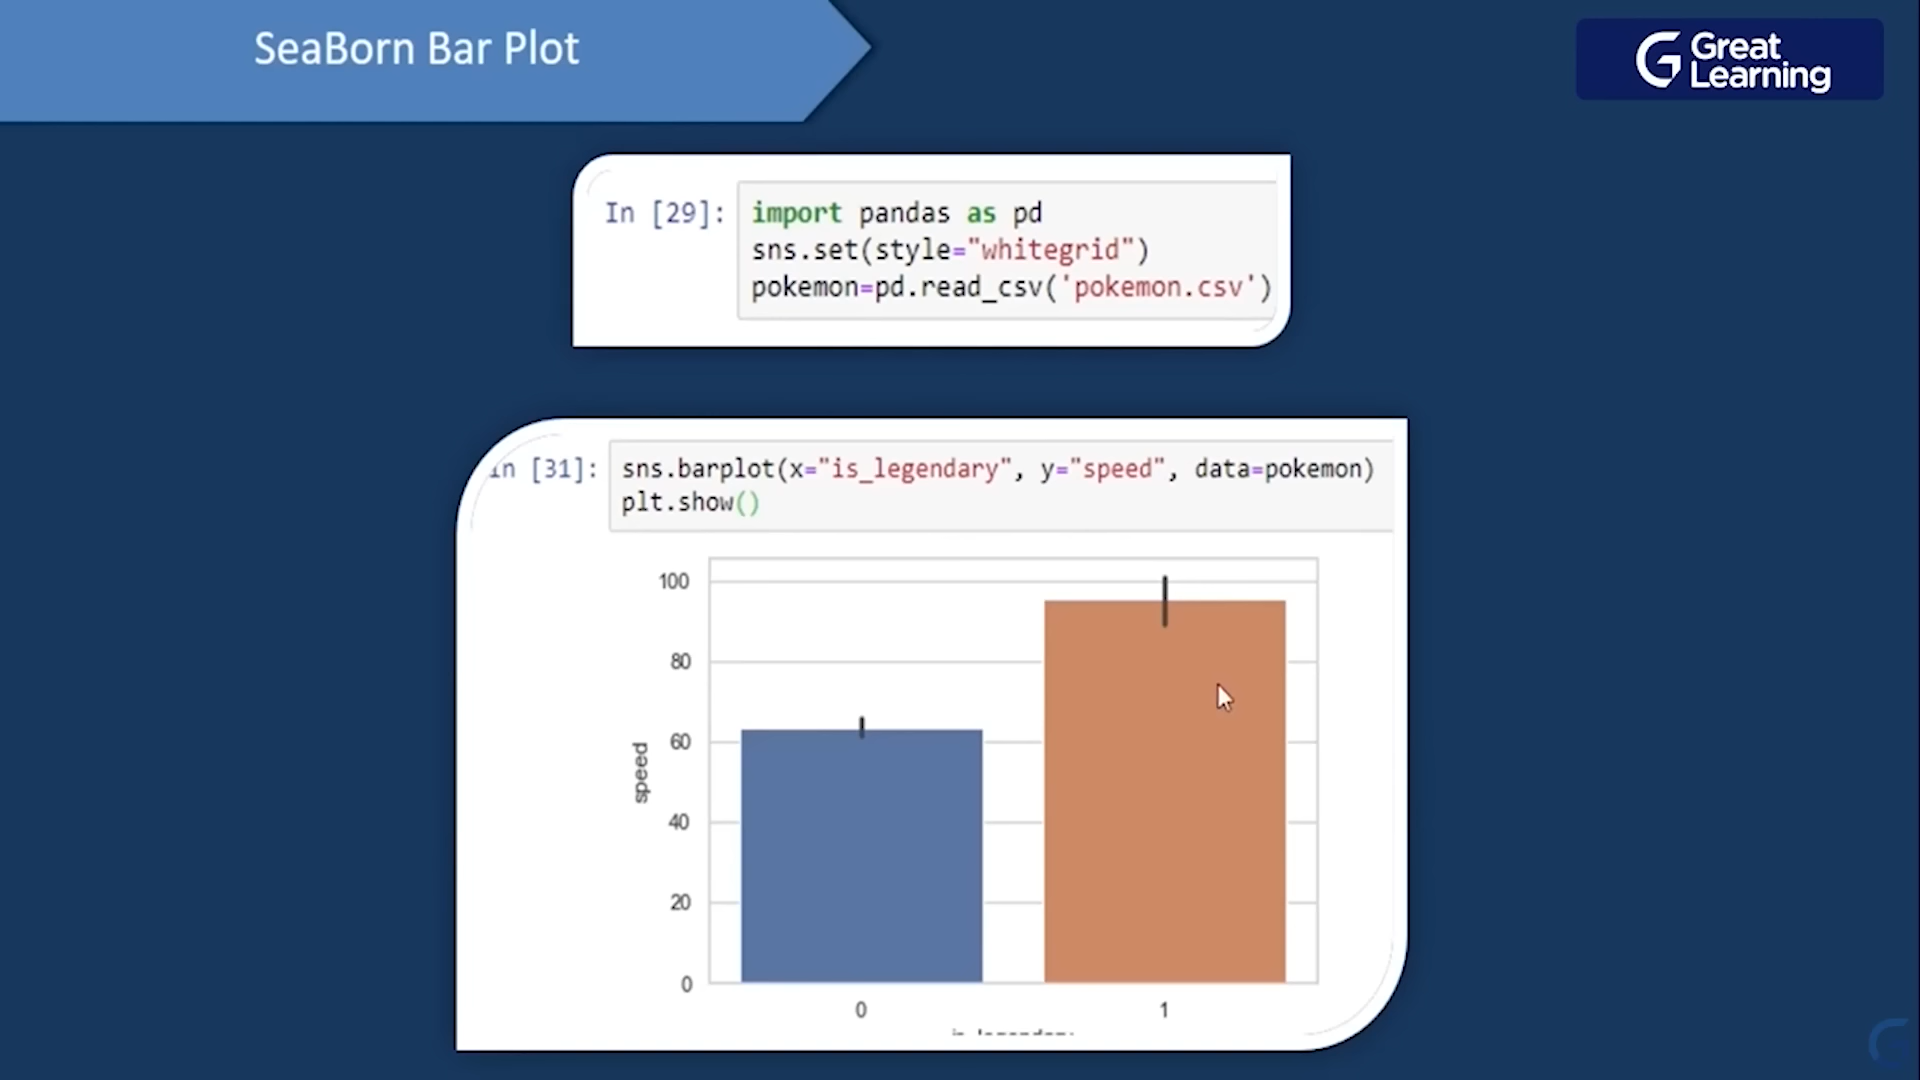 SeaBorn Bar Plot
Great
Learning
In [29]:
import pandas as pd
sns.set(style="whitegrid")
pokemon=pd.read_csv('pokemon.csv')
In [31]:
sns.barplot(x="is_legendary", y="speed", data=pokemon)
plt.show()
100
80
60
40
20
0
speed
0
1
is_legendary